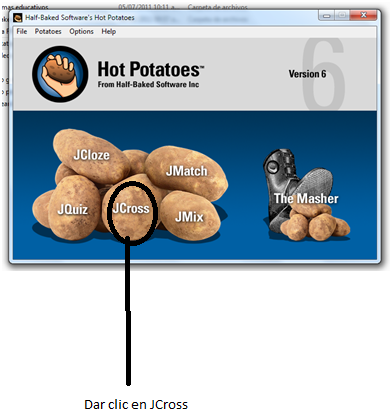 mas educativos 05/07/2011 10:11 a... Carpeta de archivos
Half-Baked Software's Hot Potatoes
File Potatoes Options Help
Hot Potatoes™
From Half-Baked Software Inc
Version 6
6
JCloze
JMatch
JQuiz
JCross
JMix
The Masher
Dar clic en JCross